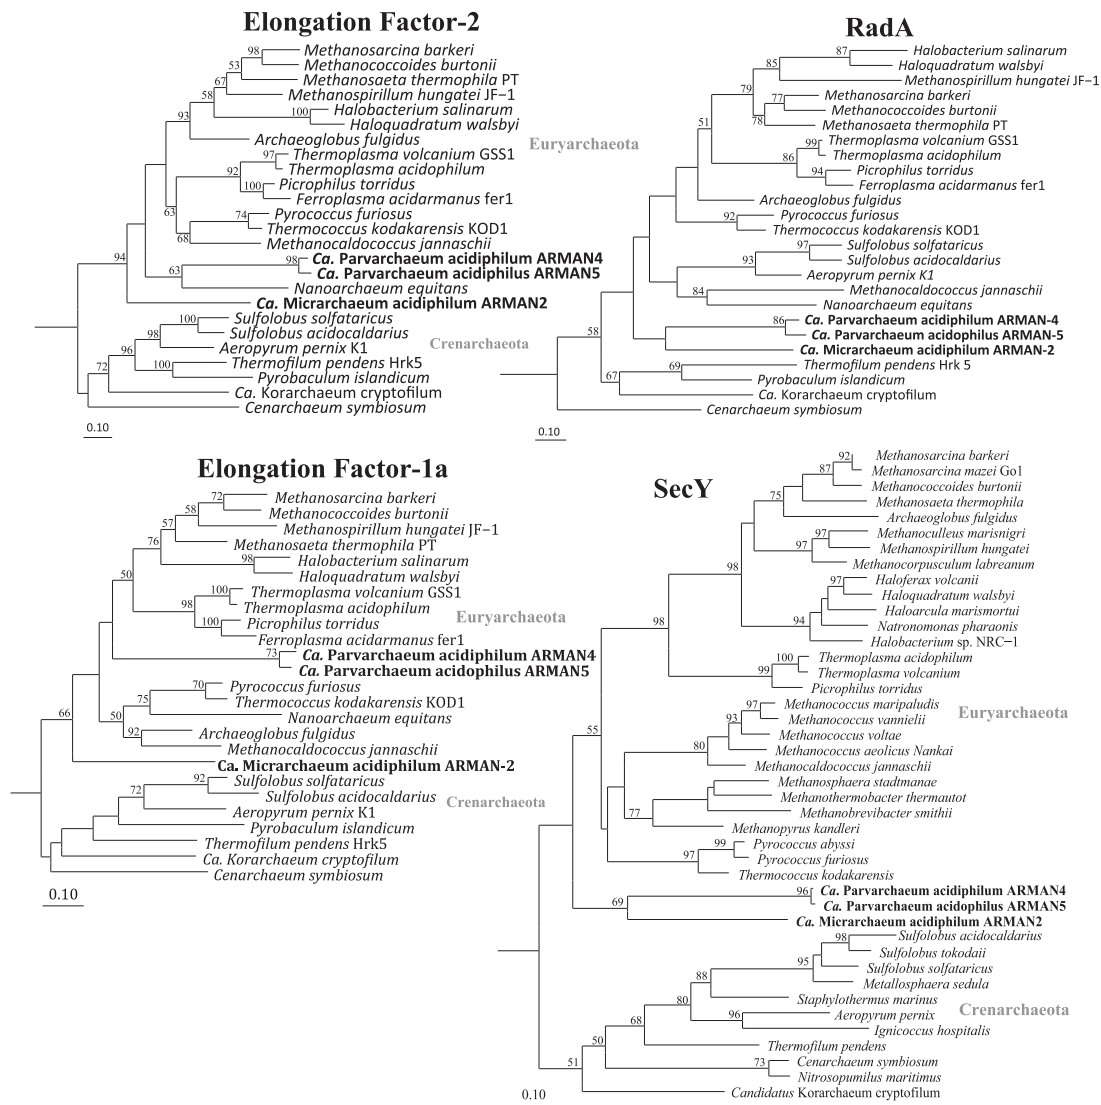 Elongation Factor-2
98
Methanosarcina barkeri
53
Methanococcoides burtonii
67
Methanosaeta thermophila PT
58
Methanospirillum hungatei JF−1
93
Halobacterium salinarum
100
Haloquadratum walsbyi
Archaeoglobus fulgidus
Euryarchaeota
97
Thermoplasma volcanium GSS1
92
Thermoplasma acidophilum
100
Picrophilus torridus
Ferroplasma acidarmanus fer1
63
74
Pyrococcus furiosus
Thermococcus kodakarensis KOD1
68
Methanocaldococcus jannaschii
94
98
Ca. Parvarchaeum acidiphilum ARMAN4
63
Ca. Parvarchaeum acidiphilus ARMAN5
Nanoarchaeum equitans
Ca. Micrarchaeum acidiphilum ARMAN2
100
Sulfolobus solfataricus
98
Sulfolobus acidocaldarius
96
Aeropyrum pernix K1
Crenarchaeota
72
100
Thermofilum pendens Hrk5
Pyrobaculum islandicum
Ca. Korarchaeum cryptofilum
Cenarchaeum symbiosum
0.10
RadA
87
Halobacterium salinarum
85
Haloquadratum walsbyi
Methanospirillum hungatei JF−1
79
77
Methanosarcina barkeri
Methanococcoides burtonii
78
Methanosaeta thermophila PT
51
99
Thermoplasma volcanium GSS1
86
Thermoplasma acidophilum
94
Picrophilus torridus
Ferroplasma acidarmanus fer1
Archaeoglobus fulgidus
92
Pyrococcus furiosus
Thermococcus kodakarensis KOD1
97
Sulfolobus solfataricus
93
Sulfolobus acidocaldarius
Aeropyrum pernix K1
84
Methanocaldococcus jannaschii
Nanoarchaeum equitans
86
Ca. Parvarchaeum acidiphilum ARMAN-4
58
Ca. Parvarchaeum acidophilus ARMAN-5
Ca. Micrarchaeum acidiphilum ARMAN-2
69
Thermofilum pendens Hrk 5
67
Pyrobaculum islandicum
Ca. Korarchaeum cryptofilum
Cenarchaeum symbiosum
0.10
Elongation Factor-1a
72
Methanosarcina barkeri
58
Methanococcoides burtonii
57
Methanospirillum hungatei JF−1
76
Methanosaeta thermophila PT
98
Halobacterium salinarum
Haloquadratum walsbyi
50
100
Thermoplasma volcanium GSS1
98
Thermoplasma acidophilum
100
Picrophilus torridus
Euryarchaeota
Ferroplasma acidarmanus fer1
73
Ca. Parvarchaeum acidiphilum ARMAN4
Ca. Parvarchaeum acidophilus ARMAN5
70
Pyrococcus furiosus
75
Thermococcus kodakarensis KOD1
50
Nanoarchaeum equitans
66
92
Archaeoglobus fulgidus
Methanocaldococcus jannaschii
Ca. Micrarchaeum acidiphilum ARMAN-2
92
Sulfolobus solfataricus
72
Sulfolobus acidocaldarius
Crenarchaeota
Aeropyrum pernix K1
Pyrobaculum islandicum
Thermofilum pendens Hrk5
Ca. Korarchaeum cryptofilum
Cenarchaeum symbiosum
0.10
SecY
92
Methanosarcina barkeri
87
Methanosarcina mazei Go1
Methanococcoides burtonii
75
Methanosaeta thermophila
Archaeoglobus fulgidus
97
Methanoculleus marisnigri
97
Methanospirillum hungatei
Methanocorpusculum labreanum
98
97
Haloferax volcanii
Haloquadratum walsbyi
Haloarcula marismortui
94
Natronomonas pharaonis
98
Halobacterium sp. NRC−1
100
Thermoplasma acidophilum
99
Thermoplasma volcanium
Picrophilus torridus
97
Methanococcus maripaludis
93
Methanococcus vannielii
Euryarchaeota
55
Methanococcus voltae
80
Methanococcus aeolicus Nankai
Methanocaldococcus jannaschii
Methanosphaera stadtmanae
Methanothermobacter thermautot
77
Methanobrevibacter smithii
Methanopyrus kandleri
99
Pyrococcus abyssi
97
Pyrococcus furiosus
Thermococcus kodakarensis
96
Ca. Parvarchaeum acidiphilum ARMAN4
69
Ca. Parvarchaeum acidophilus ARMAN5
Ca. Micrarchaeum acidiphilum ARMAN2
98
Sulfolobus acidocaldarius
Sulfolobus tokodaii
95
Sulfolobus solfataricus
88
Metallosphaera sedula
80
Staphylothermus marinus
Crenarchaeota
96
Aeropyrum pernix
68
Ignicoccus hospitalis
50
Thermofilum pendens
51
73
Cenarchaeum symbiosum
Nitrosopumilus maritimus
Candidatus Korarchaeum cryptofilum
0.10